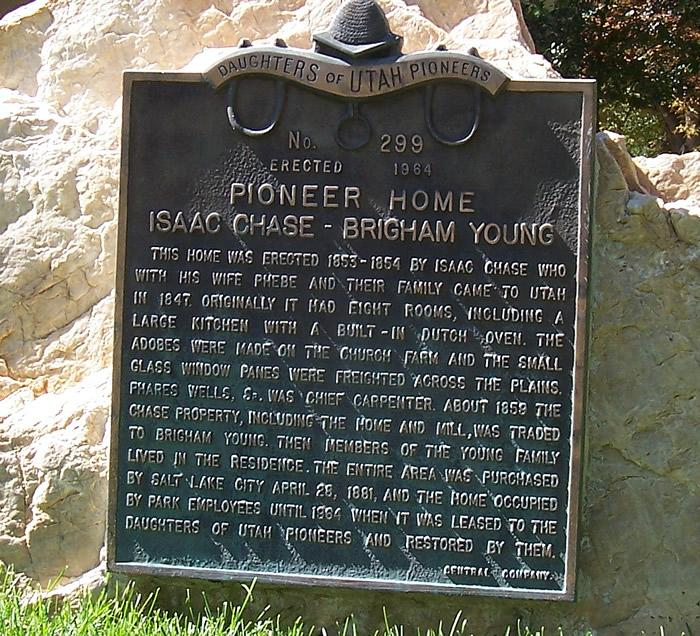 DAUGHTERS OF UTAH PIONEERS
No. 299
ERECTED 1964
PIONEER HOME
ISAAC CHASE - BRIGHAM YOUNG
THIS HOME WAS ERECTED 1853-1854 BY ISAAC CHASE WHO
WITH HIS WIFE PHEBE AND THEIR FAMILY CAME TO UTAH
IN 1847. ORIGINALLY IT HAD EIGHT ROOMS, INCLUDING A
LARGE KITCHEN WITH A BUILT-IN DUTCH OVEN. THE
ADOBES WERE MADE ON THE CHURCH FARM AND THE SMALL
GLASS WINDOW PANES WERE FREIGHTED ACROSS THE PLAINS.
PHARES WELLS, Sr. WAS CHIEF CARPENTER. ABOUT 1859 THE
CHASE PROPERTY, INCLUDING THE HOME AND MILL, WAS TRADED
TO BRIGHAM YOUNG. THEN MEMBERS OF THE YOUNG FAMILY
LIVED IN THE RESIDENCE. THE ENTIRE AREA WAS PURCHASED
BY SALT LAKE CITY APRIL 28, 1881, AND THE HOME OCCUPIED
BY PARK EMPLOYEES UNTIL 1964 WHEN IT WAS LEASED TO THE
DAUGHTERS OF UTAH PIONEERS AND RESTORED BY THEM.
CENTRAL COMPANY.